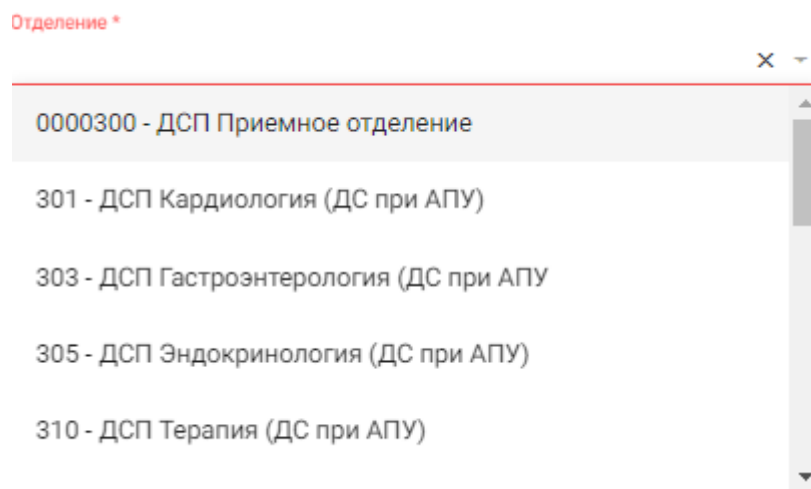 Отделение *
0000300 - ДСП Приемное отделение
301 - ДСП Кардиология (ДС при АПУ)
303 - ДСП Гастроэнтерология (ДС при АПУ
305 - ДСП Эндокринология (ДС при АПУ)
310 - ДСП Терапия (ДС при АПУ)